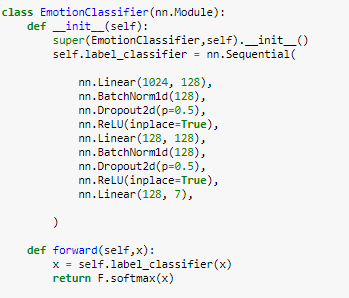 class EmotionClassifier(nn.Module):
    def __init__(self):
        super(EmotionClassifier,self).__init__()
        self.label_classifier = nn.Sequential(
            nn.Linear(1024, 128),
            nn.BatchNorm1d(128),
            nn.Dropout2d(p=0.5),
            nn.ReLU(inplace=True),
            nn.Linear(128, 128),
            nn.BatchNorm1d(128),
            nn.Dropout2d(p=0.5),
            nn.ReLU(inplace=True),
            nn.Linear(128, 7),
        )
    def forward(self,x):
        x = self.label_classifier(x)
        return F.softmax(x)